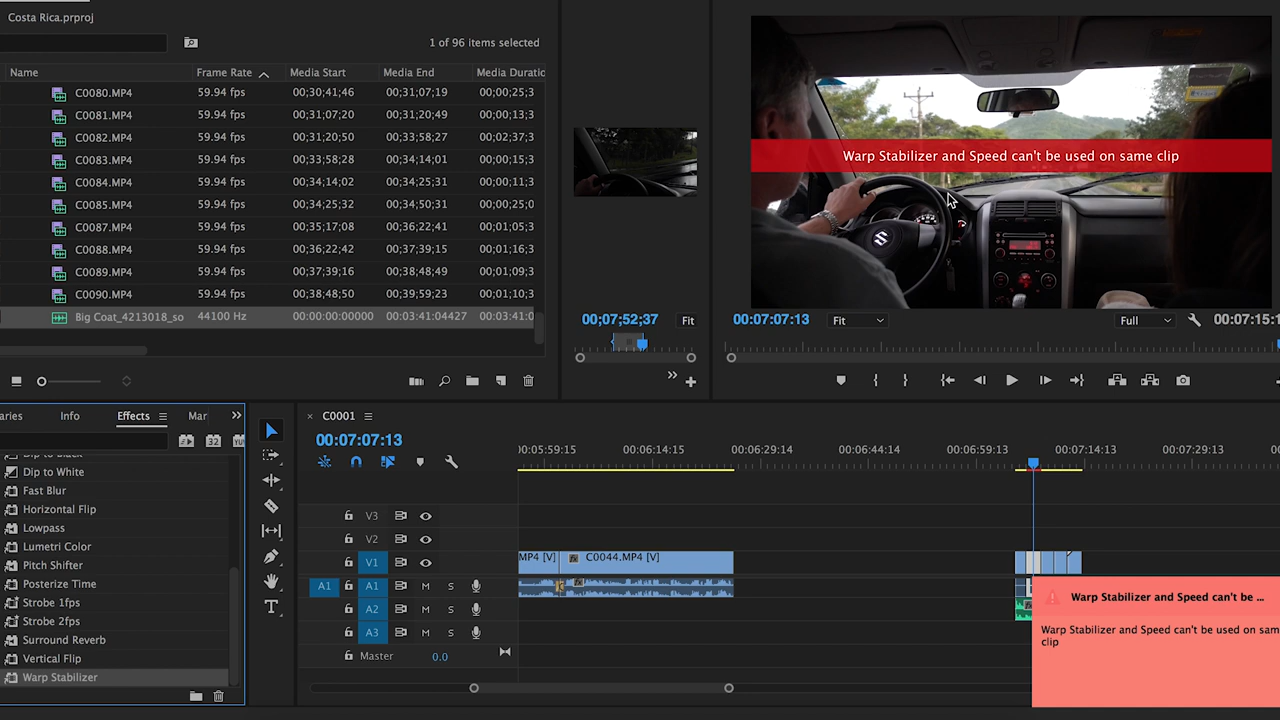 Costa Rica.prproj
1 of 96 items selected
Name Frame Rate Media Start Media End Media Duratic
C0080.MP4 59.94 fps 00;30;41;46 00;31;07;19 00;00;25;3
C0081.MP4 59.94 fps 00;31;07;20 00;31;20;49 00;00;13;3
C0082.MP4 59.94 fps 00;31;20;50 00;33;58;27 00;02;37;3
C0083.MP4 59.94 fps 00;33;58;28 00;34;14;01 00;00;15;3
C0084.MP4 59.94 fps 00;34;14;02 00;34;25;31 00;00;11;3
C0085.MP4 59.94 fps 00;34;25;32 00;34;50;31 00;00;25;0
C0087.MP4 59.94 fps 00;35;27;06 00;36;22;41 00;00;55;3
C0088.MP4 59.94 fps 00;36;22;42 00;37;39;15 00;01;16;3
C0089.MP4 59.94 fps 00;37;39;16 00;38;48;49 00;01;09;3
C0090.MP4 59.94 fps 00;38;48;50 00;39;59;23 00;01;10;3
Big Coat_4213018_so 44100 Hz 00:00:00:00000 00:03:41:04427 00:03:41:0
00;07;52;37 Fit
Warp Stabilizer and Speed can't be used on same clip
00:07:07:13 Fit Full 00:07:15:1
aries Info Effects Mar
32 YU
Dip to Black
Dip to White
Fast Blur
Horizontal Flip
Lowpass
Lumetri Color
Pitch Shifter
Posterize Time
Strobe 1fps
Strobe 2fps
Surround Reverb
Vertical Flip
Warp Stabilizer
C0001
00:07:07:13
00:05:59:15 00:06:14:15 00:06:29:14 00:06:44:14 00:06:59:13 00:07:14:13 00:07:29:13 00
V3
V2
V1 MP4 [V] C0044.MP4 [V]
A1 A1 M S
A2 M S
A3 M S
Master 0.0
Warp Stabilizer and Speed can't be ...
Warp Stabilizer and Speed can't be used on sam
clip